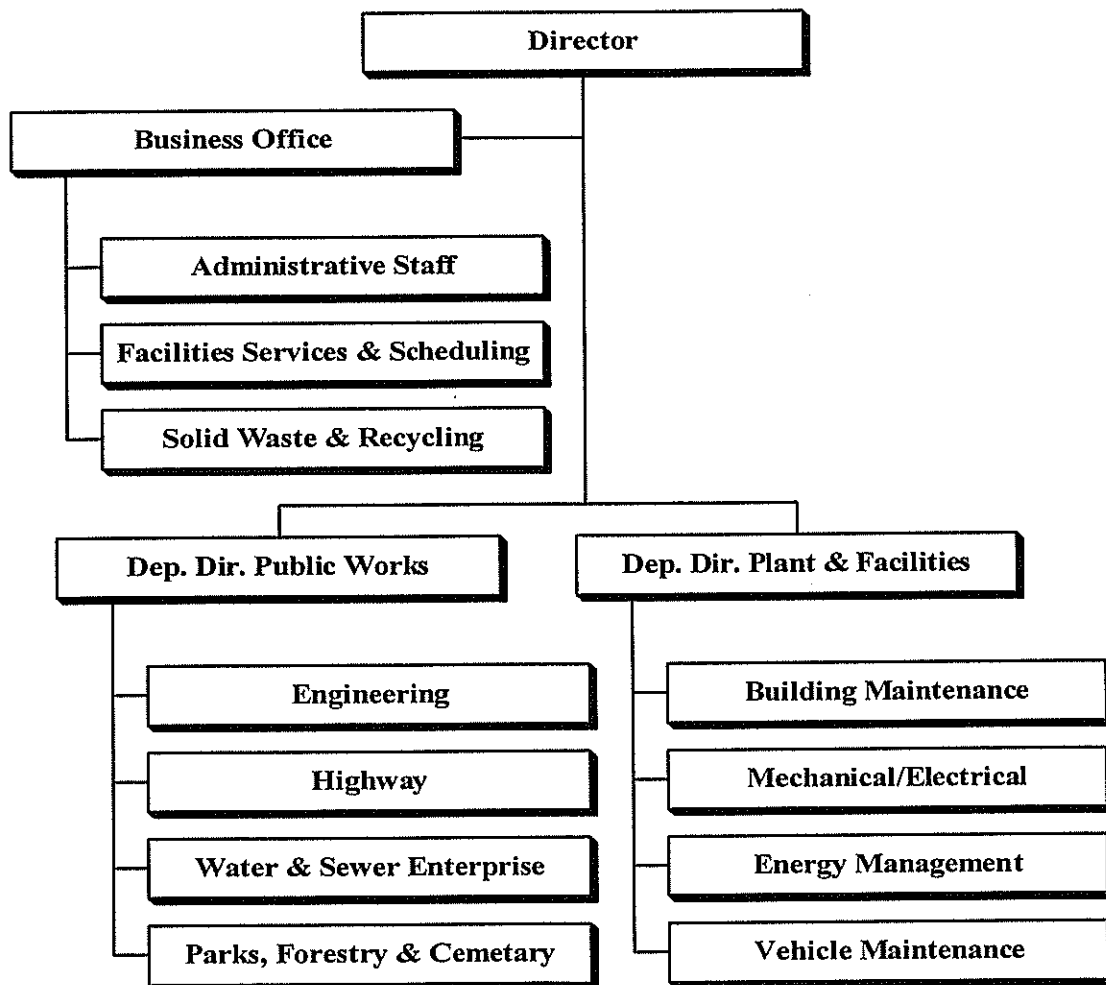 Director
Business Office
Administrative Staff
Facilities Services & Scheduling
Solid Waste & Recycling
Dep. Dir. Public Works
Engineering
Highway
Water & Sewer Enterprise
Parks, Forestry & Cemetary
Dep. Dir. Plant & Facilities
Building Maintenance
Mechanical/Electrical
Energy Management
Vehicle Maintenance